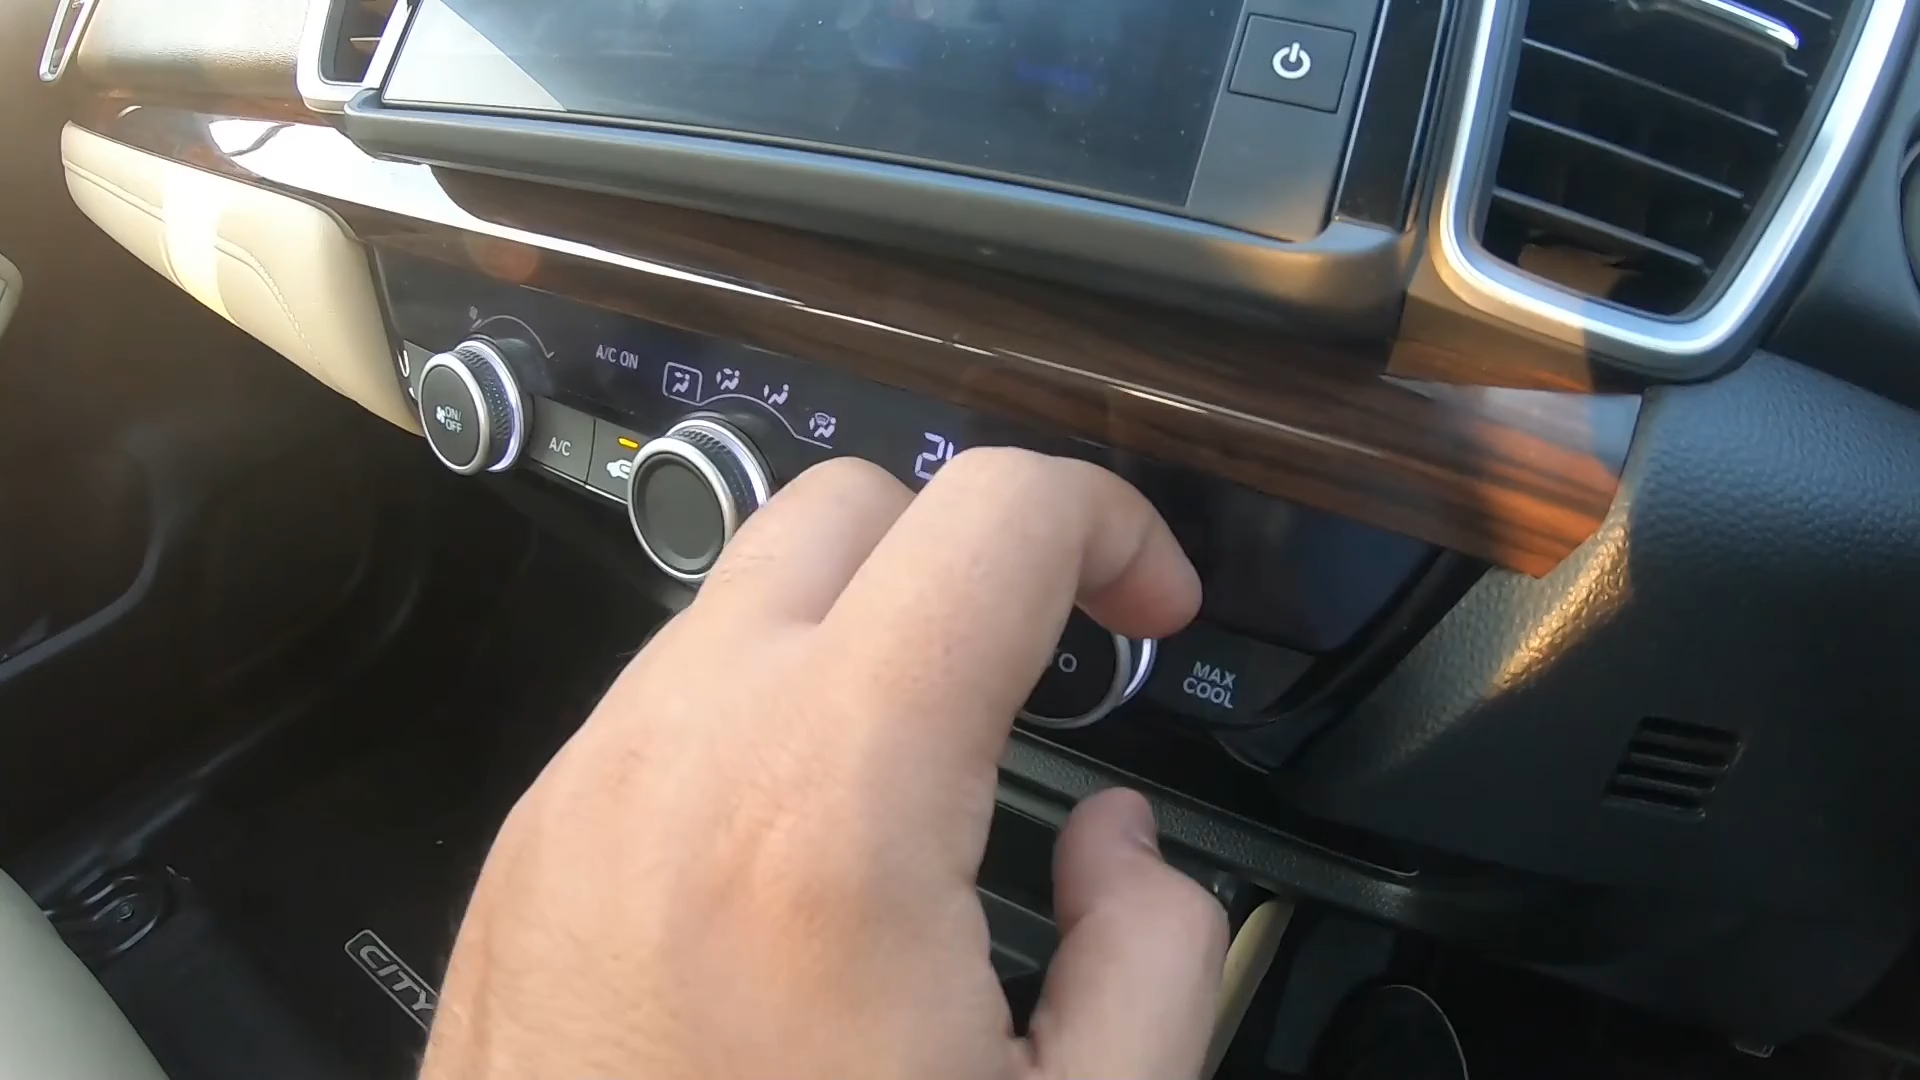 A/C ON
ON/
OFF
A/C
MAX
COOL
CITY